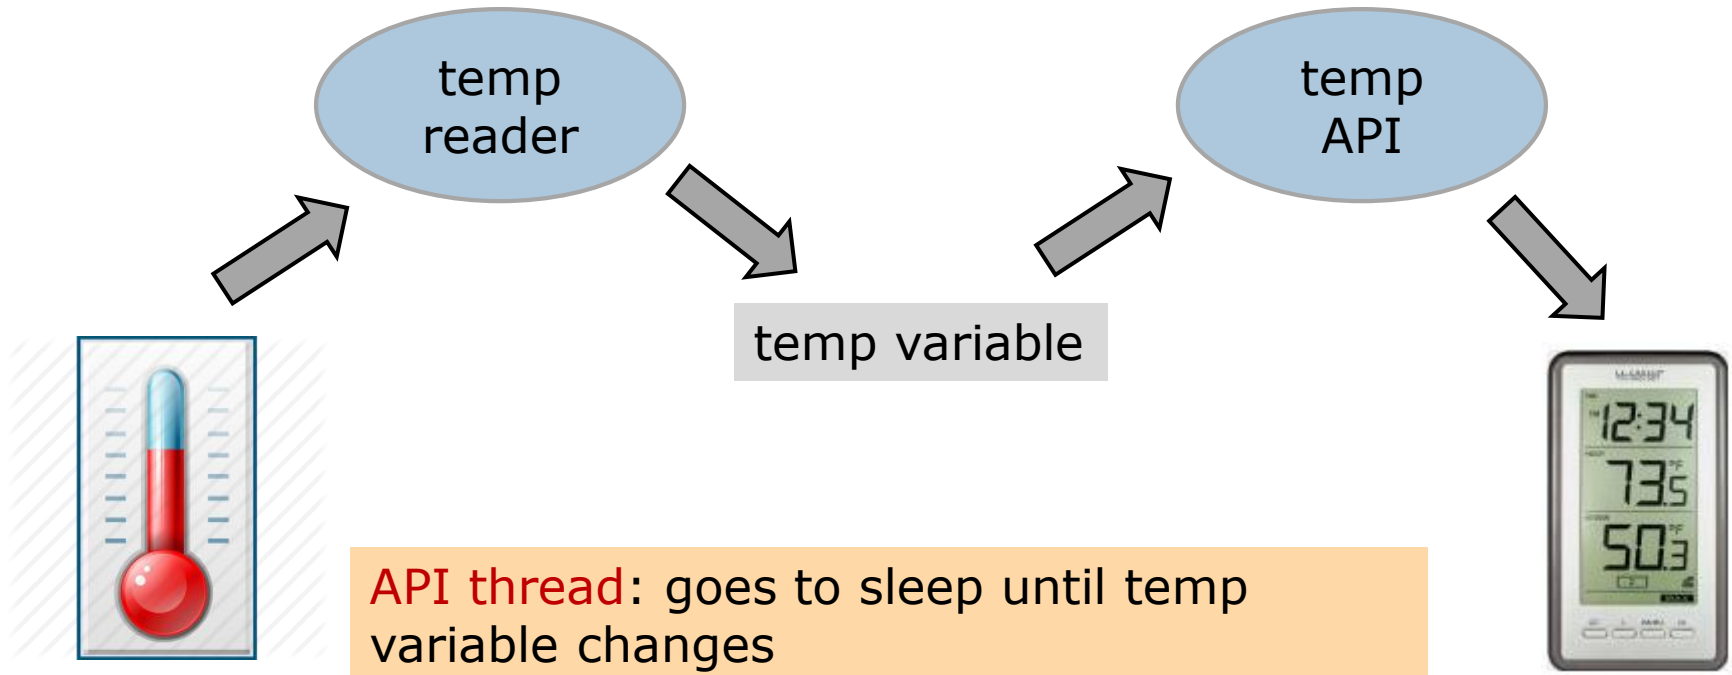 temp
reader
temp
API
temp variable
12:34
73.5 °F
50.3 °F
API thread: goes to sleep until temp
variable changes